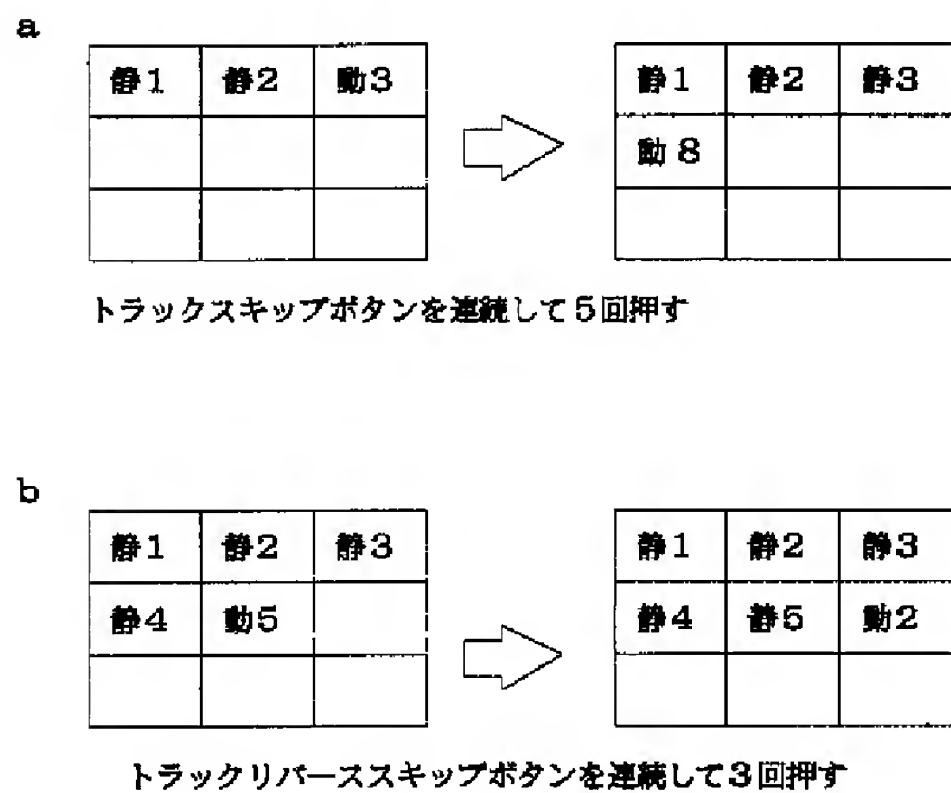 a
静1 静2 動3 静1 静2 静3
動8
トラックスキップボタンを連続して5回押す
b
静1 静2 静3 静1 静2 静3
静4 動5 静4 静5 動2
トラックリバーススキップボタンを連続して3回押す